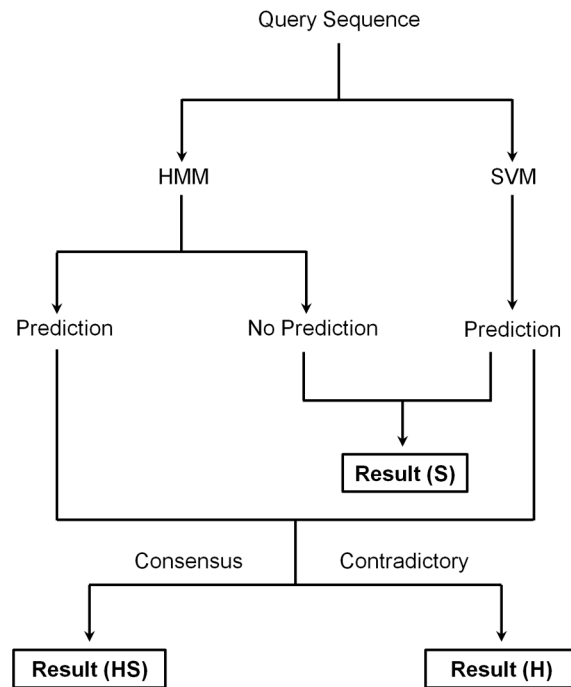 Query Sequence
HMM
SVM
Prediction
No Prediction
Prediction
Result (S)
Consensus
Contradictory
Result (HS)
Result (H)